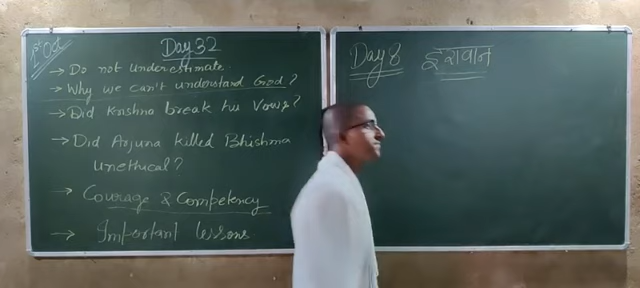 1st Oct
Day 32
→ Do not underestimate.
→ Why we can't understand God?
→ Did Krishna break his Vows?
→ Did Arjuna killed Bhishma
unethical?
→ Courage & Competency
→ Important lessons
Day 8 इरावान